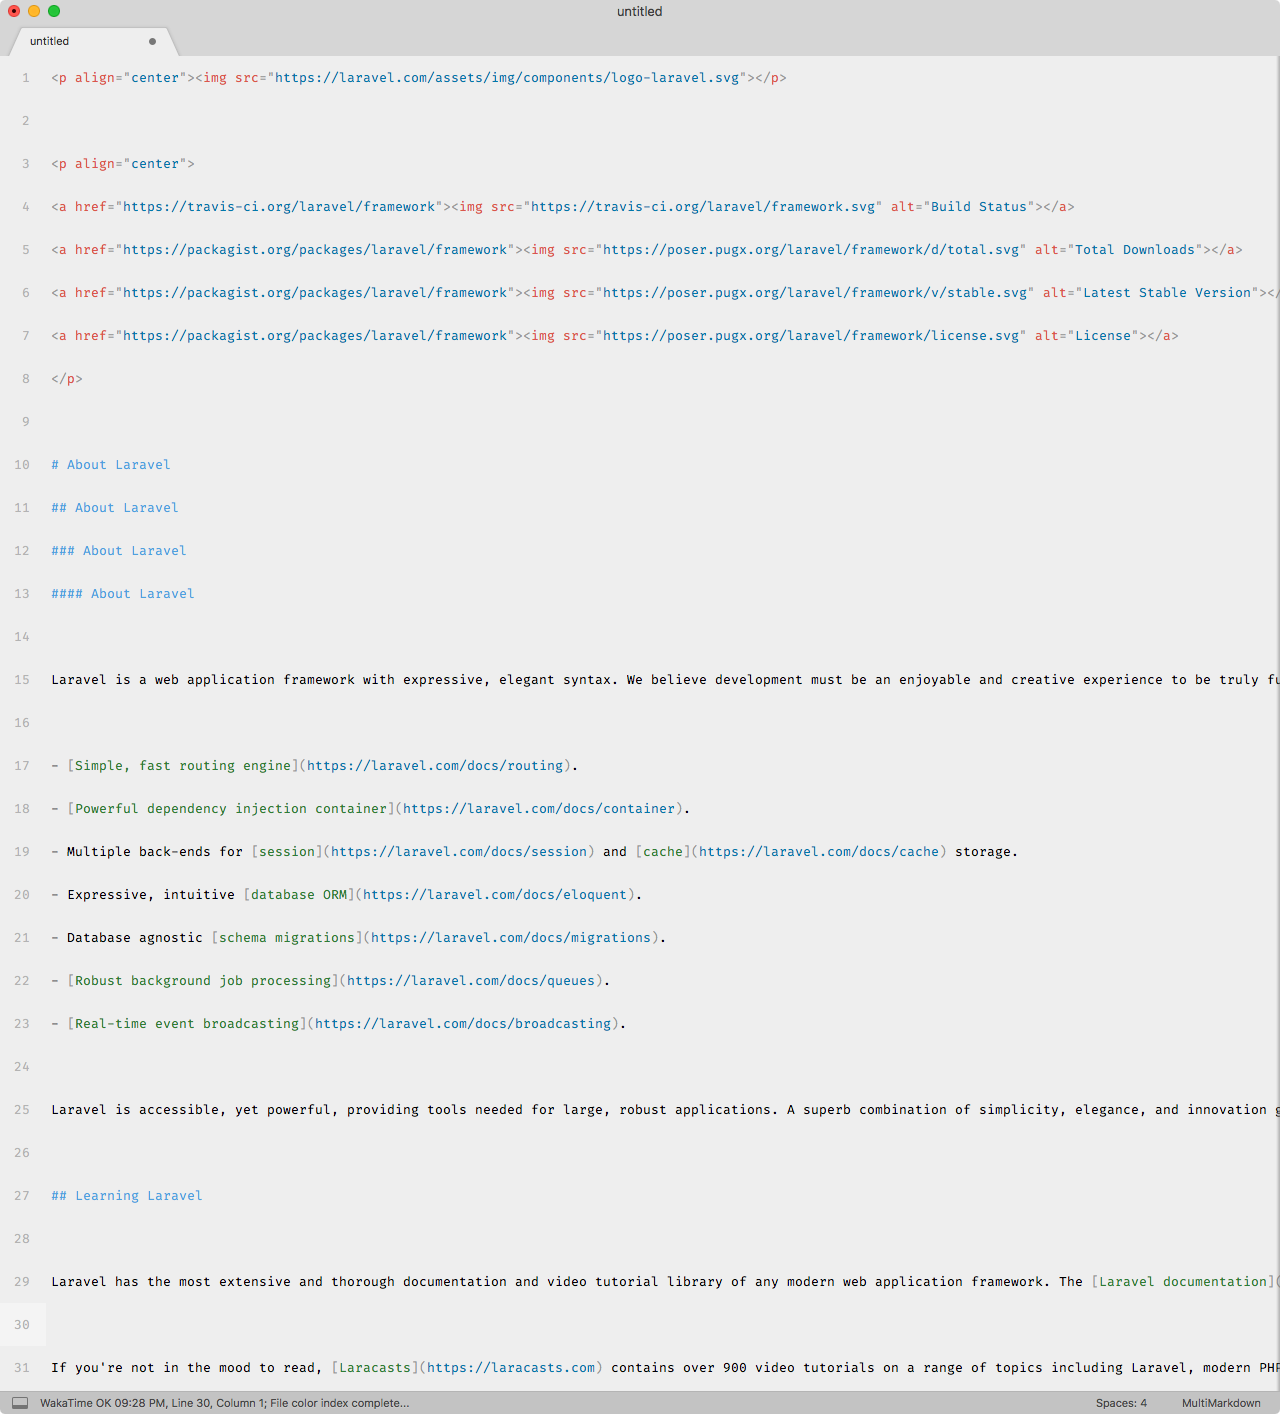 untitled
untitled
1 <p align="center"><img src="https://laravel.com/assets/img/components/logo-laravel.svg"></p>
2
3 <p align="center">
4 <a href="https://travis-ci.org/laravel/framework"><img src="https://travis-ci.org/laravel/framework.svg" alt="Build Status"></a>
5 <a href="https://packagist.org/packages/laravel/framework"><img src="https://poser.pugx.org/laravel/framework/d/total.svg" alt="Total Downloads"></a>
6 <a href="https://packagist.org/packages/laravel/framework"><img src="https://poser.pugx.org/laravel/framework/v/stable.svg" alt="Latest Stable Version"></
7 <a href="https://packagist.org/packages/laravel/framework"><img src="https://poser.pugx.org/laravel/framework/license.svg" alt="License"></a>
8 </p>
9
10 # About Laravel
11 ## About Laravel
12 ### About Laravel
13 #### About Laravel
14
15 Laravel is a web application framework with expressive, elegant syntax. We believe development must be an enjoyable and creative experience to be truly fu
16
17 - [Simple, fast routing engine](https://laravel.com/docs/routing).
18 - [Powerful dependency injection container](https://laravel.com/docs/container).
19 - Multiple back-ends for [session](https://laravel.com/docs/session) and [cache](https://laravel.com/docs/cache) storage.
20 - Expressive, intuitive [database ORM](https://laravel.com/docs/eloquent).
21 - Database agnostic [schema migrations](https://laravel.com/docs/migrations).
22 - [Robust background job processing](https://laravel.com/docs/queues).
23 - [Real-time event broadcasting](https://laravel.com/docs/broadcasting).
24
25 Laravel is accessible, yet powerful, providing tools needed for large, robust applications. A superb combination of simplicity, elegance, and innovation g
26
27 ## Learning Laravel
28
29 Laravel has the most extensive and thorough documentation and video tutorial library of any modern web application framework. The [Laravel documentation](
30
31 If you're not in the mood to read, [Laracasts](https://laracasts.com) contains over 900 video tutorials on a range of topics including Laravel, modern PHP
WakaTime OK 09:28 PM, Line 30, Column 1; File color index complete... Spaces: 4 MultiMarkdown